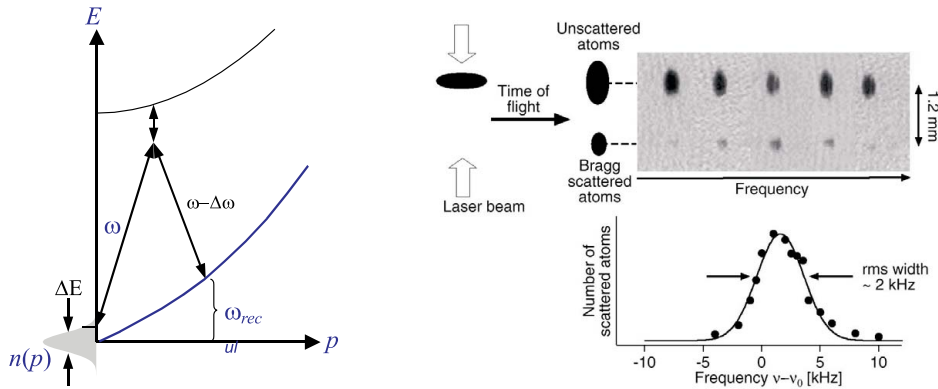 E
ω
ω−Δω
ΔE
ω_rec
n(p)
ul
p
Unscattered
atoms
Time of
flight
1.2 mm
Bragg
scattered
atoms
Laser beam
Frequency
Number of
scattered atoms
rms width
~ 2 kHz
-10 -5 0 5 10
Frequency ν−ν₀ [kHz]